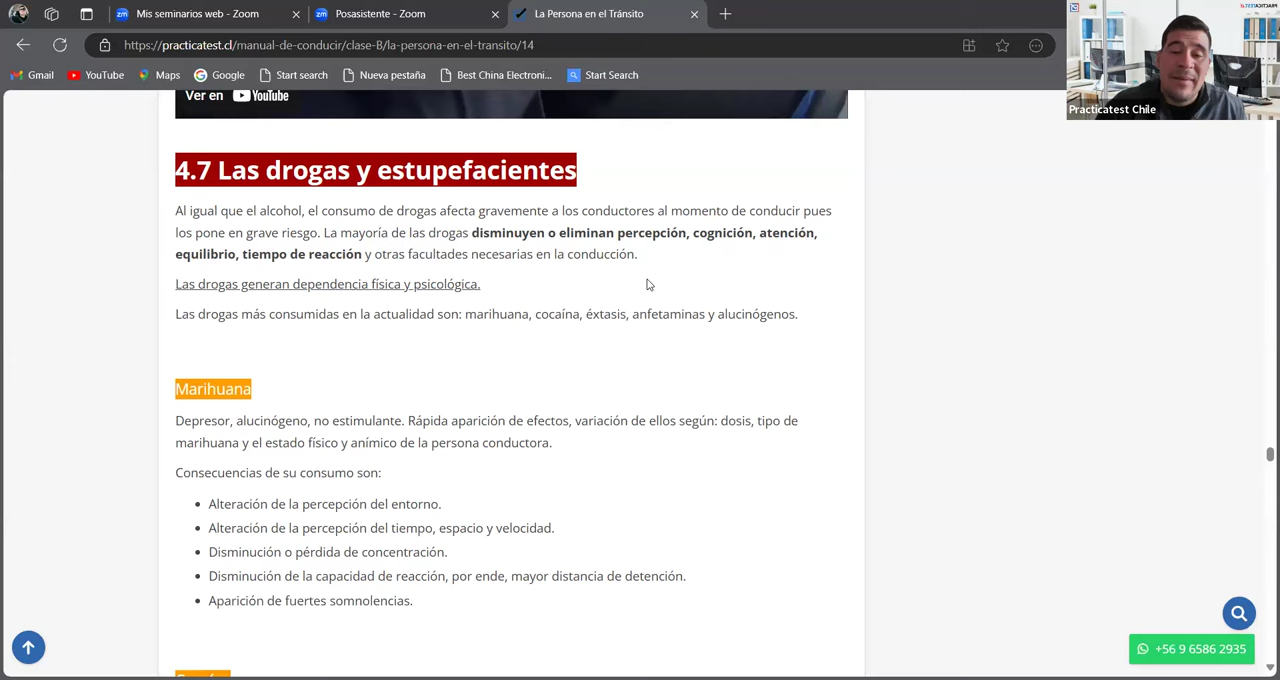 Mis seminarios web - Zoom
Posasistente - Zoom
La Persona en el Tránsito
https://practicatest.cl/manual-de-conducir/clase-B/la-persona-en-el-transito/14
Gmail
YouTube
Maps
Google
Start search
Nueva pestaña
Best China Electroni...
Start Search
Practicatest Chile
Ver en YouTube
4.7 Las drogas y estupefacientes
Al igual que el alcohol, el consumo de drogas afecta gravemente a los conductores al momento de conducir pues
los pone en grave riesgo. La mayoría de las drogas disminuyen o eliminan percepción, cognición, atención,
equilibrio, tiempo de reacción y otras facultades necesarias en la conducción.
Las drogas generan dependencia física y psicológica.
Las drogas más consumidas en la actualidad son: marihuana, cocaína, éxtasis, anfetaminas y alucinógenos.
Marihuana
Depresor, alucinógeno, no estimulante. Rápida aparición de efectos, variación de ellos según: dosis, tipo de
marihuana y el estado físico y anímico de la persona conductora.
Consecuencias de su consumo son:
Alteración de la percepción del entorno.
Alteración de la percepción del tiempo, espacio y velocidad.
Disminución o pérdida de concentración.
Disminución de la capacidad de reacción, por ende, mayor distancia de detención.
Aparición de fuertes somnolencias.
+56 9 6586 2935